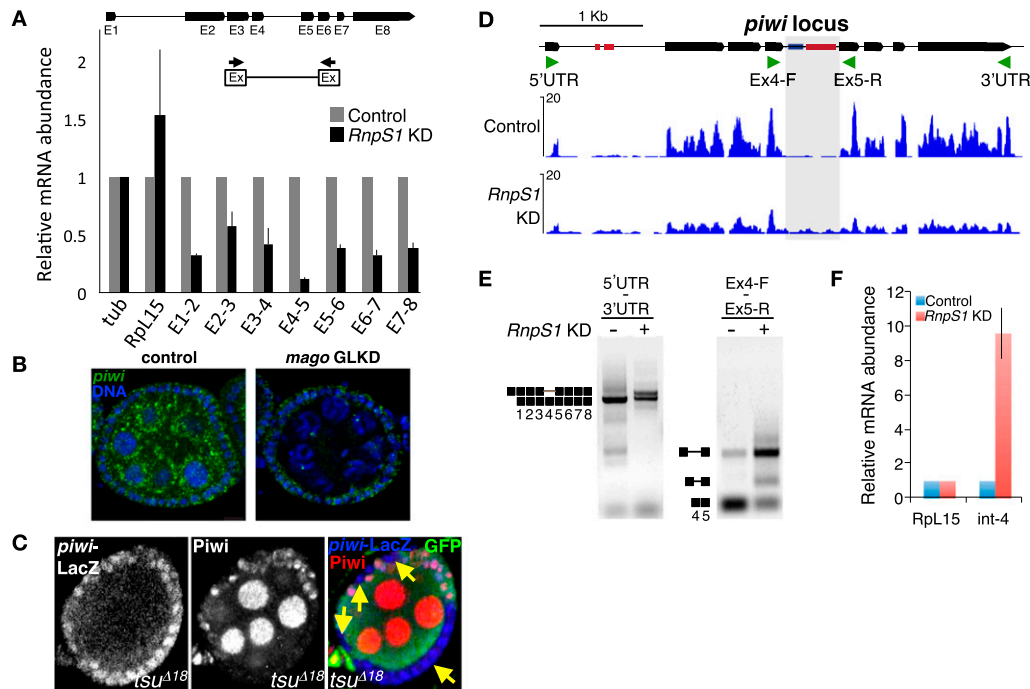 A
E1
E2
E3
E4
E5
E6
E7
E8
Ex
Ex
Control
RnpS1 KD
Relative mRNA abundance
2
1.5
1
0.5
0
tub
RpL15
E1-2
E2-3
E3-4
E4-5
E5-6
E6-7
E7-8
B
control
mago GLKD
piwi
DNA
C
piwi-
LacZ
tsuΔ18
Piwi
tsuΔ18
piwi-LacZ
GFP
Piwi
tsuΔ18
D
1 Kb
piwi locus
5'UTR
Ex4-F
Ex5-R
3'UTR
20
Control
20
RnpS1
KD
E
5'UTR
-
3'UTR
Ex4-F
-
Ex5-R
RnpS1 KD
- +
- +
12345678
45
F
Relative mRNA abundance
12
10
8
6
4
2
0
Control
RnpS1 KD
RpL15
int-4